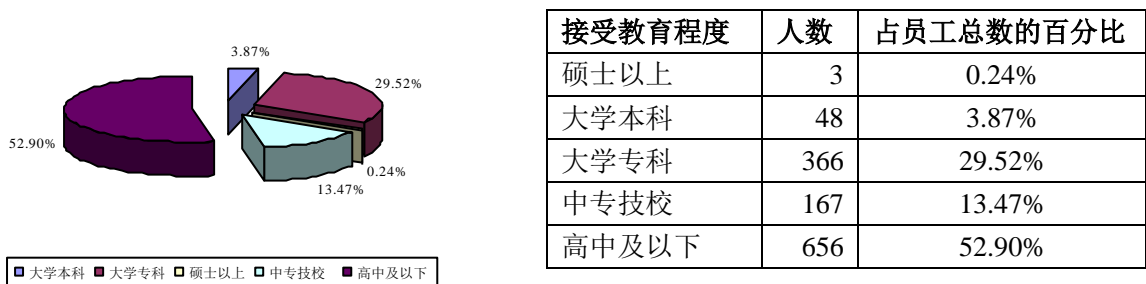 3.87%
29.52%
52.90%
0.24%
13.47%
大学本科 大学专科 硕士以上 中专技校 高中及以下
接受教育程度 人数 占员工总数的百分比
硕士以上 3 0.24%
大学本科 48 3.87%
大学专科 366 29.52%
中专技校 167 13.47%
高中及以下 656 52.90%